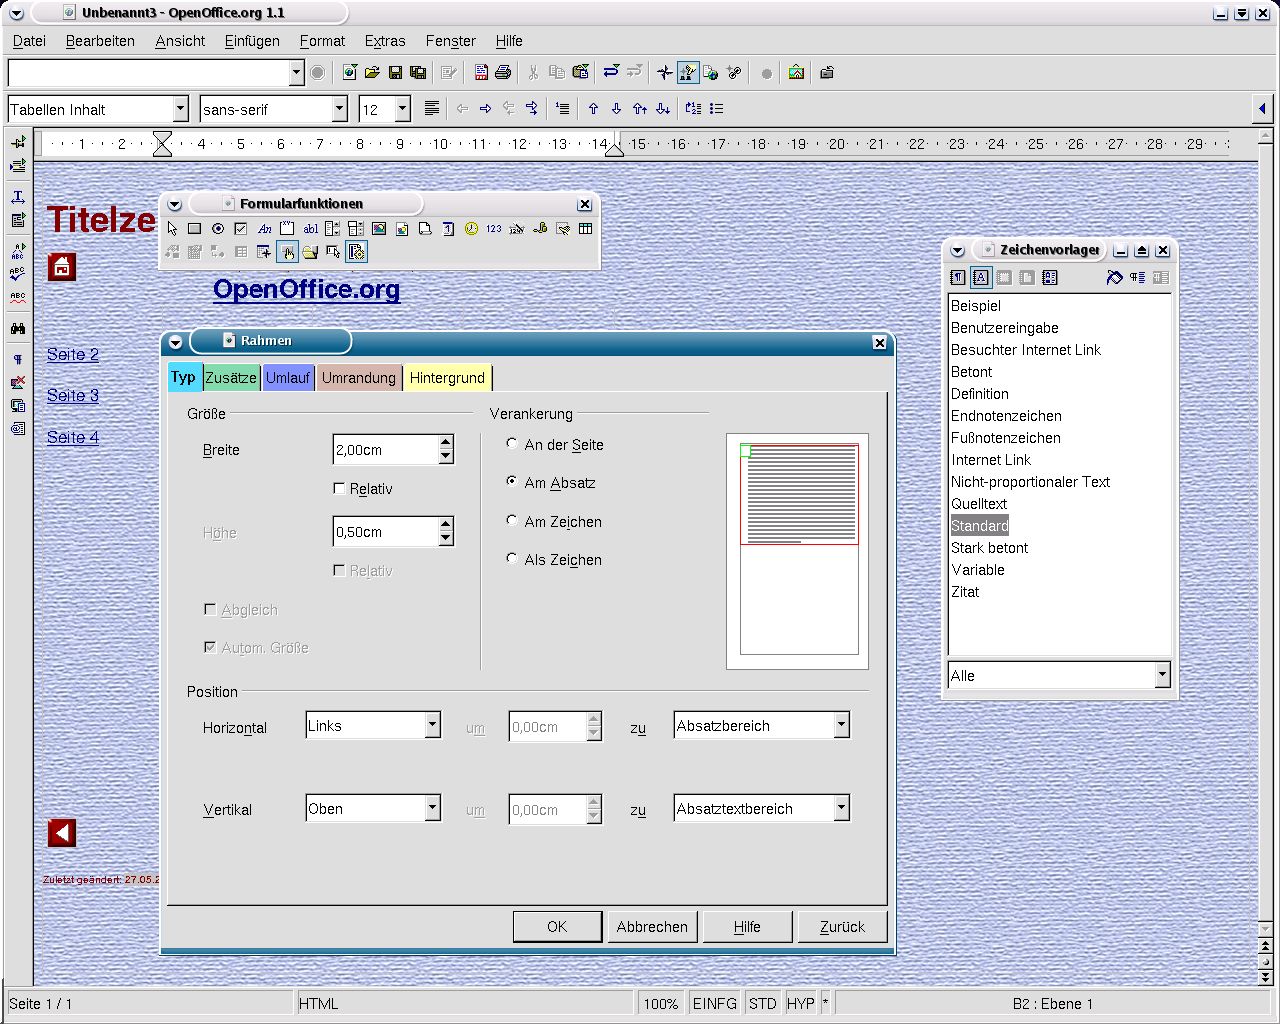 Unbenannt3 - OpenOffice.org 1.1
Datei Bearbeiten Ansicht Einfügen Format Extras Fenster Hilfe
Tabellen Inhalt sans-serif 12
1 2 3 4 5 6 7 8 9 10 11 12 13 14 15 16 17 18 19 20 21 22 23 24 25 26 27 28 29
Titelze
Formularfunktionen
OpenOffice.org
Seite 2
Seite 3
Seite 4
Zuletzt geändert: 27.05.2
Rahmen
Typ Zusätze Umlauf Umrandung Hintergrund
Größe
Breite 2,00cm
Relativ
Höhe 0,50cm
Relativ
Abgleich
Autom. Größe
Verankerung
An der Seite
Am Absatz
Am Zeichen
Als Zeichen
Position
Horizontal Links um 0,00cm zu Absatzbereich
Vertikal Oben um 0,00cm zu Absatztextbereich
OK Abbrechen Hilfe Zurück
Zeichenvorlagen
Beispiel
Benutzereingabe
Besuchter Internet Link
Betont
Definition
Endnotenzeichen
Fußnotenzeichen
Internet Link
Nicht-proportionaler Text
Quelltext
Standard
Stark betont
Variable
Zitat
Alle
Seite 1 / 1 HTML 100% EINFG STD HYP * B2 : Ebene 1